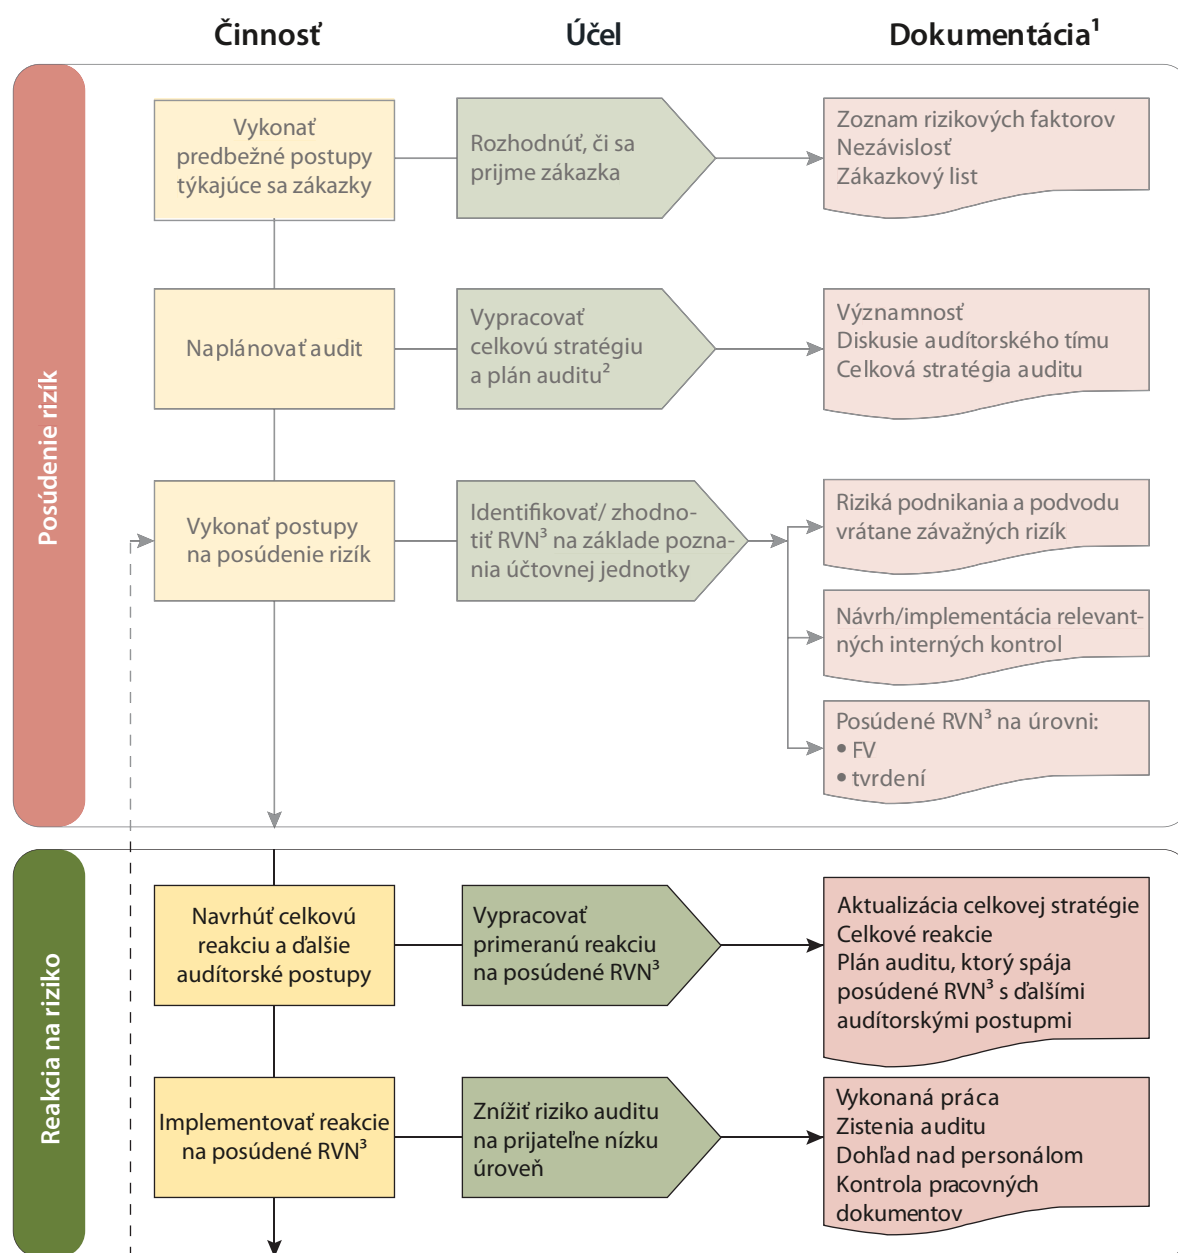 Činnosť
Účel
Dokumentácia¹
Posúdenie rizík
Vykonať
predbežné postupy
týkajúce sa zákazky
Rozhodnúť, či sa
prijme zákazka
Zoznam rizikových faktorov
Nezávislosť
Zákazkový list
Naplánovať audit
Vypracovať
celkovú stratégiu
a plán auditu²
Významnosť
Diskusie audítorského tímu
Celková stratégia auditu
Vykonať postupy
na posúdenie rizík
Identifikovať/ zhodno-
tiť RVN³ na základe pozna-
nia účtovnej jednotky
Riziká podnikania a podvodu
vrátane závažných rizík
Návrh/implementácia relevant-
ných interných kontrol
Posúdené RVN³ na úrovni:
• FV
• tvrdení
Reakcia na riziko
Navrhúť celkovú
reakciu a ďalšie
audítorské postupy
Vypracovať
primeranú reakciu
na posúdené RVN³
Aktualizácia celkovej stratégie
Celkové reakcie
Plán auditu, ktorý spája
posúdené RVN³ s ďalšími
audítorskými postupmi
Implementovať reakcie
na posúdené RVN³
Znížiť riziko auditu
na prijateľne nízku
úroveň
Vykonaná práca
Zistenia auditu
Dohľad nad personálom
Kontrola pracovných
dokumentov